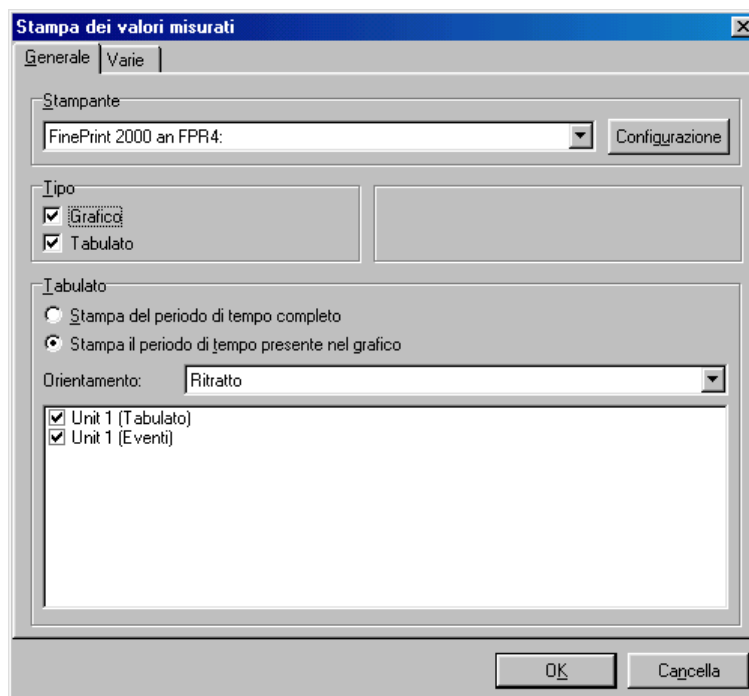 Stampa dei valori misurati
Generale
Varie
Stampante
FinePrint 2000 an FPR4:
Configurazione
Tipo
Grafico
Tabulato
Tabulato
Stampa del periodo di tempo completo
Stampa il periodo di tempo presente nel grafico
Orientamento:
Ritratto
Unit 1 (Tabulato)
Unit 1 (Eventi)
OK
Cancella